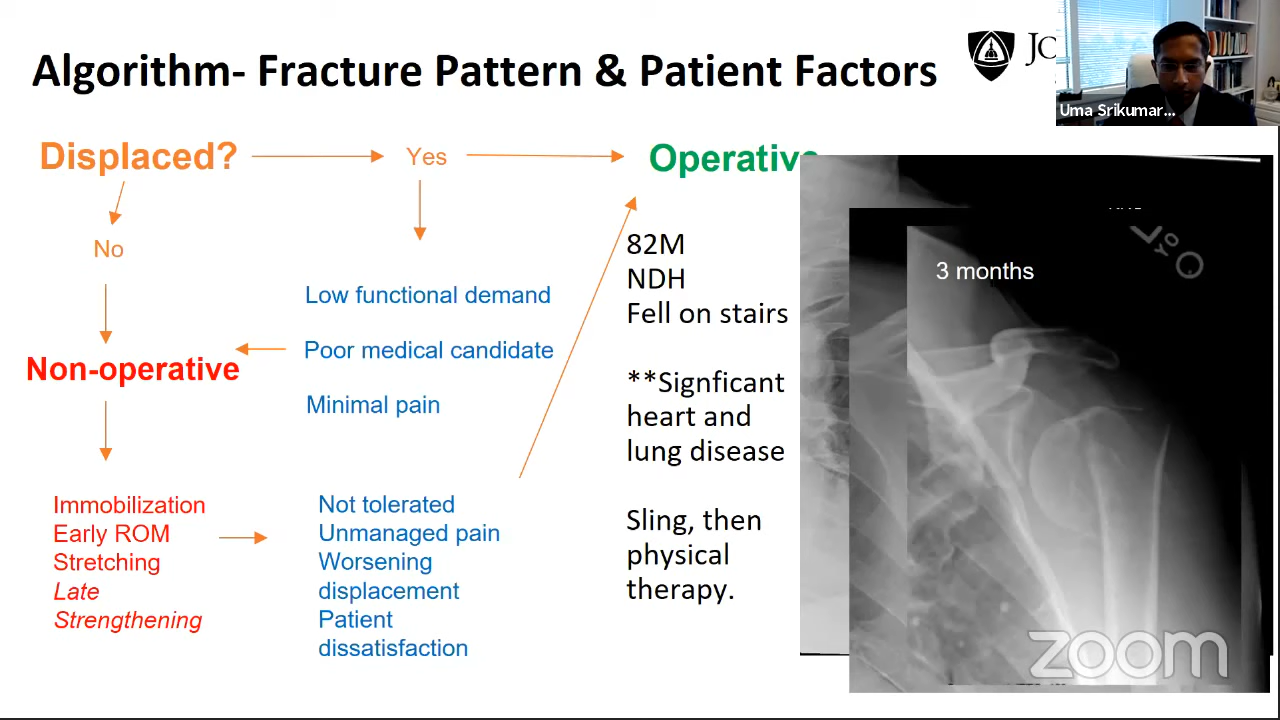 Algorithm- Fracture Pattern & Patient Factors
Uma Srikumar...
Displaced?
Yes
Operative
No
Low functional demand
Poor medical candidate
Minimal pain
Non-operative
Immobilization
Early ROM
Stretching
Late
Strengthening
Not tolerated
Unmanaged pain
Worsening
displacement
Patient
dissatisfaction
82M
NDH
Fell on stairs
**Signficant
heart and
lung disease
Sling, then
physical
therapy.
3 months
zoom